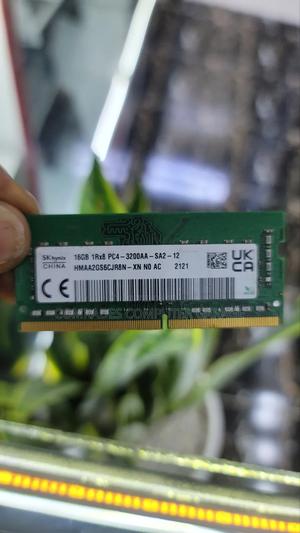 SK hynix
CHINA
16GB 1Rx8 PC4-3200AA-SA2-12
HMAA2GS6CJR8N-XN N0 AC 2121
CE
UK
CA